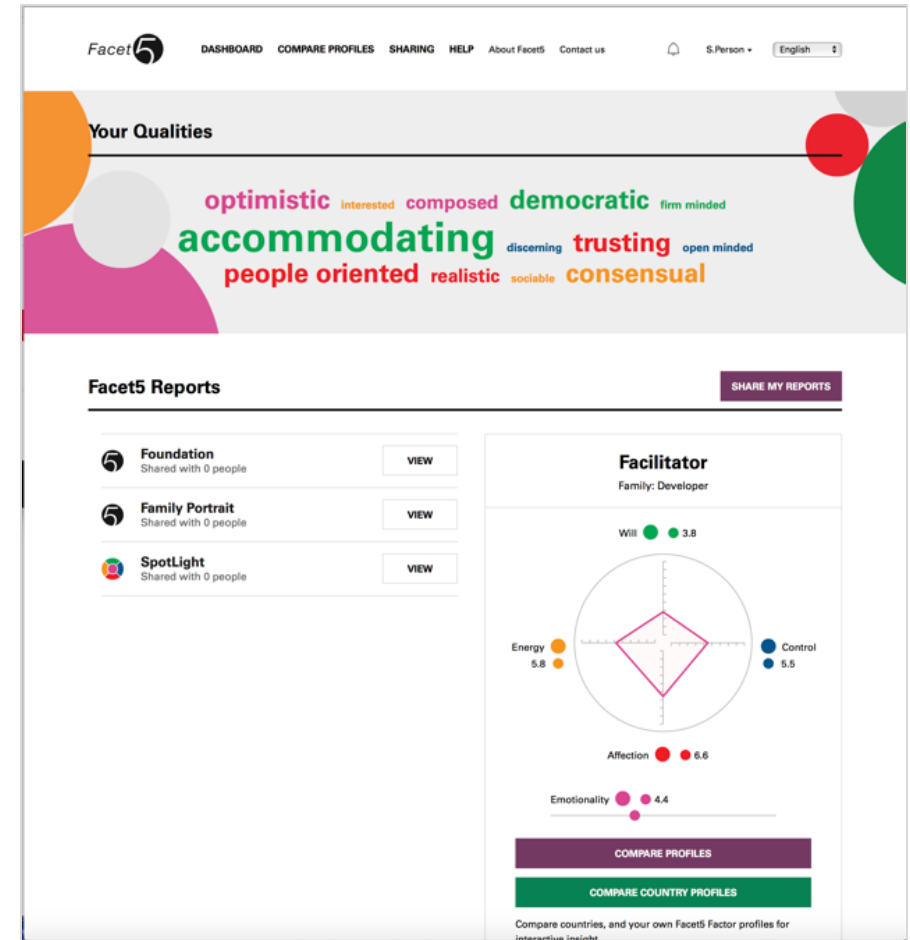 Facet5 DASHBOARD COMPARE PROFILES SHARING HELP About Facet5 Contact us S.Person English
Your Qualities
optimistic interested composed democratic firm minded
accommodating discerning trusting open minded
people oriented realistic sociable consensual
Facet5 Reports
SHARE MY REPORTS
5 Foundation
Shared with 0 people
VIEW
5 Family Portrait
Shared with 0 people
VIEW
SpotLight
Shared with 0 people
VIEW
Facilitator
Family: Developer
Will 3.8
Energy
5.8
Control
5.5
Affection 6.6
Emotionality 4.4
COMPARE PROFILES
COMPARE COUNTRY PROFILES
Compare countries, and your own Facet5 Factor profiles for
interactive insight